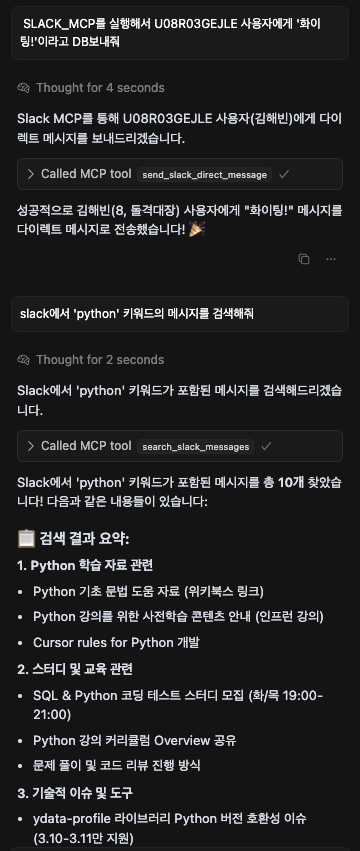 SLACK_MCP를 실행해서 U08R03GEJLE 사용자에게 '화이
팅!'이라고 DB보내줘
Thought for 4 seconds
Slack MCP를 통해 U08R03GEJLE 사용자(김해빈)에게 다이
렉트 메시지를 보내드리겠습니다.
Called MCP tool send_slack_direct_message
성공적으로 김해빈(8, 돌격대장) 사용자에게 "화이팅!" 메시지를
다이렉트 메시지로 전송했습니다! 🎉
slack에서 'python' 키워드의 메시지를 검색해줘
Thought for 2 seconds
Slack에서 'python' 키워드가 포함된 메시지를 검색해드리겠습
니다.
Called MCP tool search_slack_messages
Slack에서 'python' 키워드가 포함된 메시지를 총 10개 찾았습
니다! 다음과 같은 내용들이 있습니다:
📋 검색 결과 요약:
1. Python 학습 자료 관련
• Python 기초 문법 도움 자료 (위키북스 링크)
• Python 강의를 위한 사전학습 콘텐츠 안내 (인프런 강의)
• Cursor rules for Python 개발
2. 스터디 및 교육 관련
• SQL & Python 코딩 테스트 스터디 모집 (화/목 19:00-
21:00)
• Python 강의 커리큘럼 Overview 공유
• 문제 풀이 및 코드 리뷰 진행 방식
3. 기술적 이슈 및 도구
• ydata-profile 라이브러리 Python 버전 호환성 이슈
(3.10-3.11만 지원)